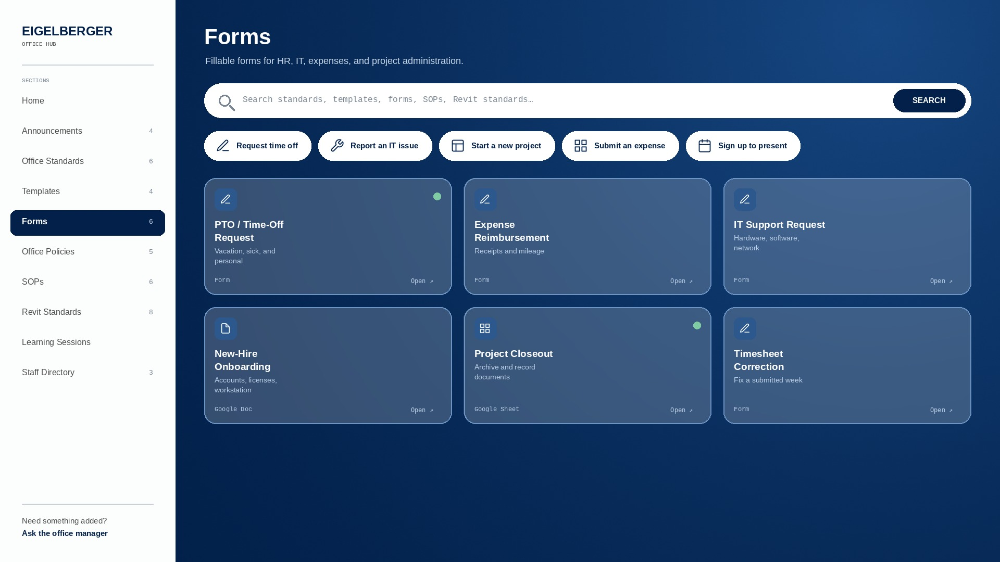 EIGELBERGER
OFFICE HUB
SECTIONS
Home
Announcements 4
Office Standards 6
Templates 4
Forms 6
Office Policies 5
SOPs 6
Revit Standards 8
Learning Sessions
Staff Directory 3
Need something added?
Ask the office manager
Forms
Fillable forms for HR, IT, expenses, and project administration.
Search standards, templates, forms, SOPs, Revit standards…
SEARCH
Request time off
Report an IT issue
Start a new project
Submit an expense
Sign up to present
PTO / Time-Off
Request
Vacation, sick, and
personal
Form
Open ↗
Expense
Reimbursement
Receipts and mileage
Form
Open ↗
IT Support Request
Hardware, software,
network
Form
Open ↗
New-Hire
Onboarding
Accounts, licenses,
workstation
Google Doc
Open ↗
Project Closeout
Archive and record
documents
Google Sheet
Open ↗
Timesheet
Correction
Fix a submitted week
Form
Open ↗